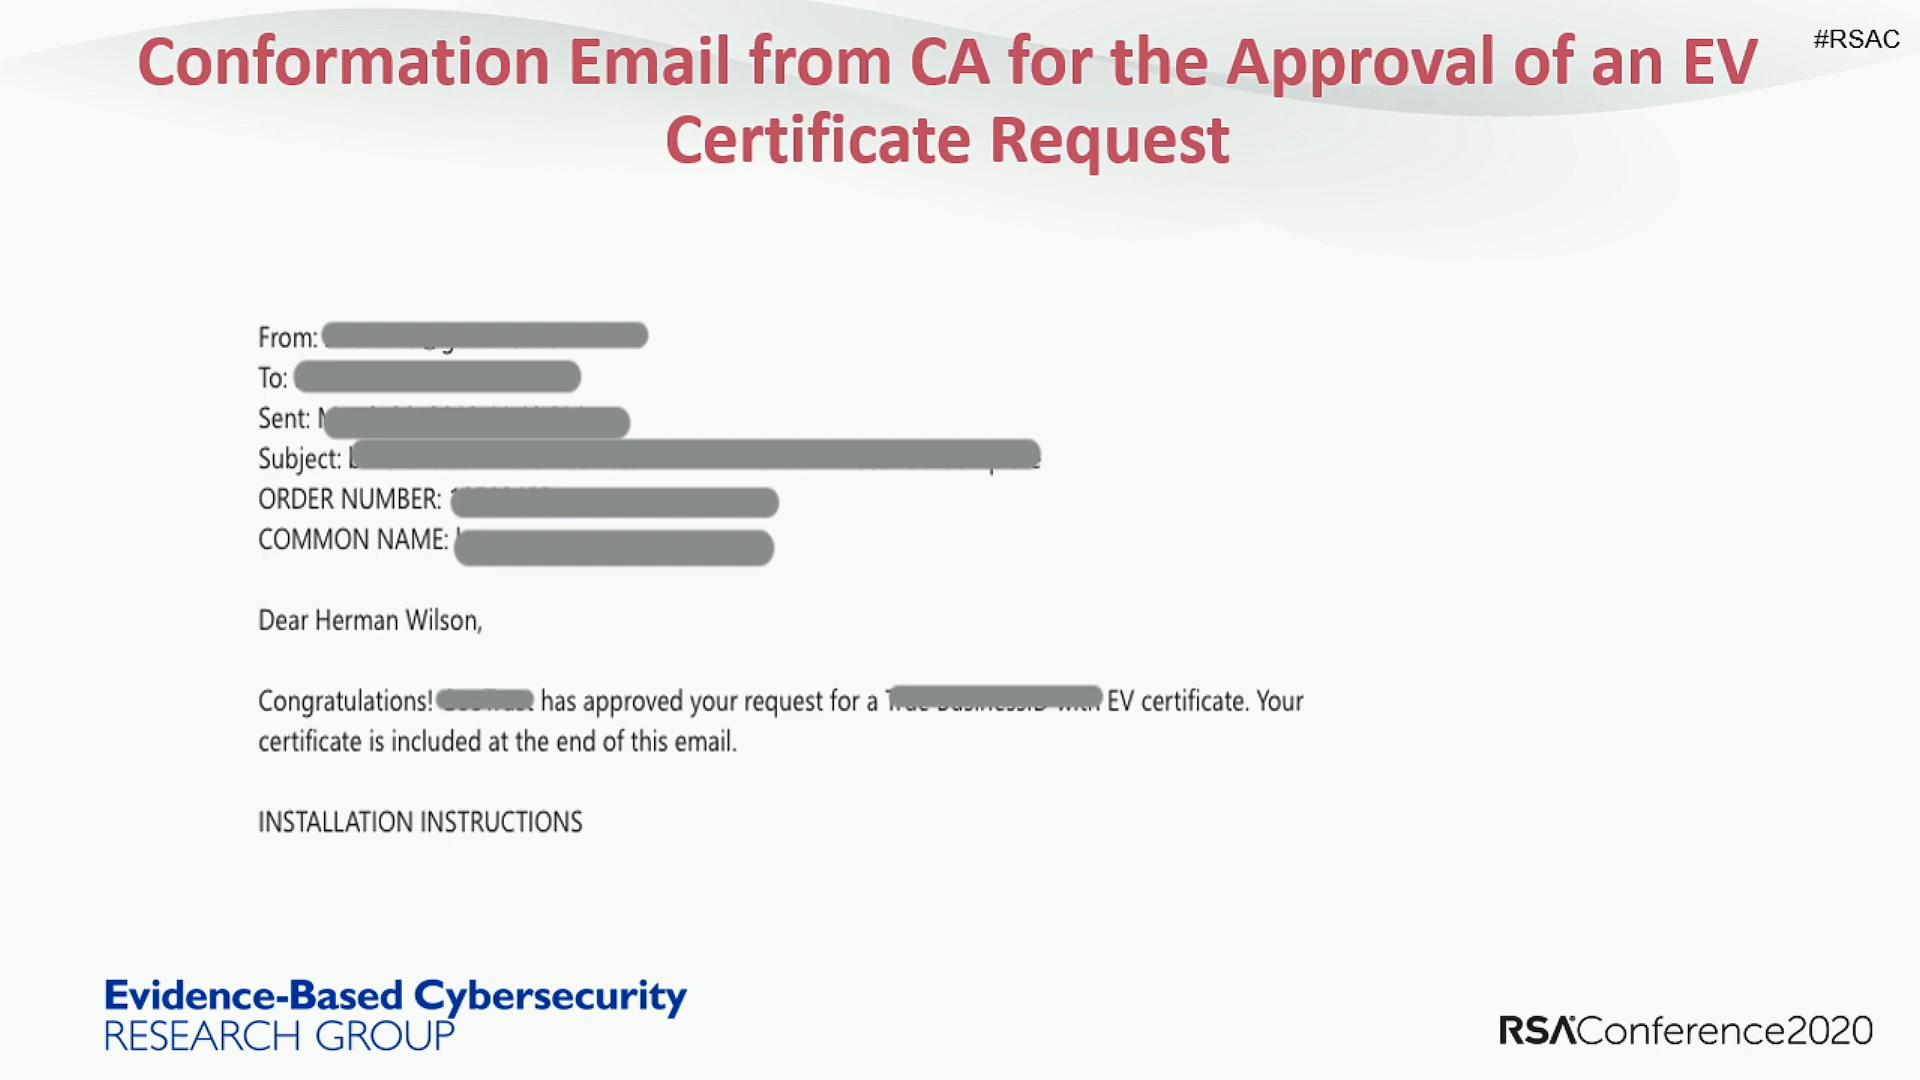 #RSAC
Conformation Email from CA for the Approval of an EV
Certificate Request
From:
To:
Sent:
Subject:
ORDER NUMBER:
COMMON NAME:
Dear Herman Wilson,
Congratulations! has approved your request for a EV certificate. Your
certificate is included at the end of this email.
INSTALLATION INSTRUCTIONS
Evidence-Based Cybersecurity
RESEARCH GROUP
RSAConference2020